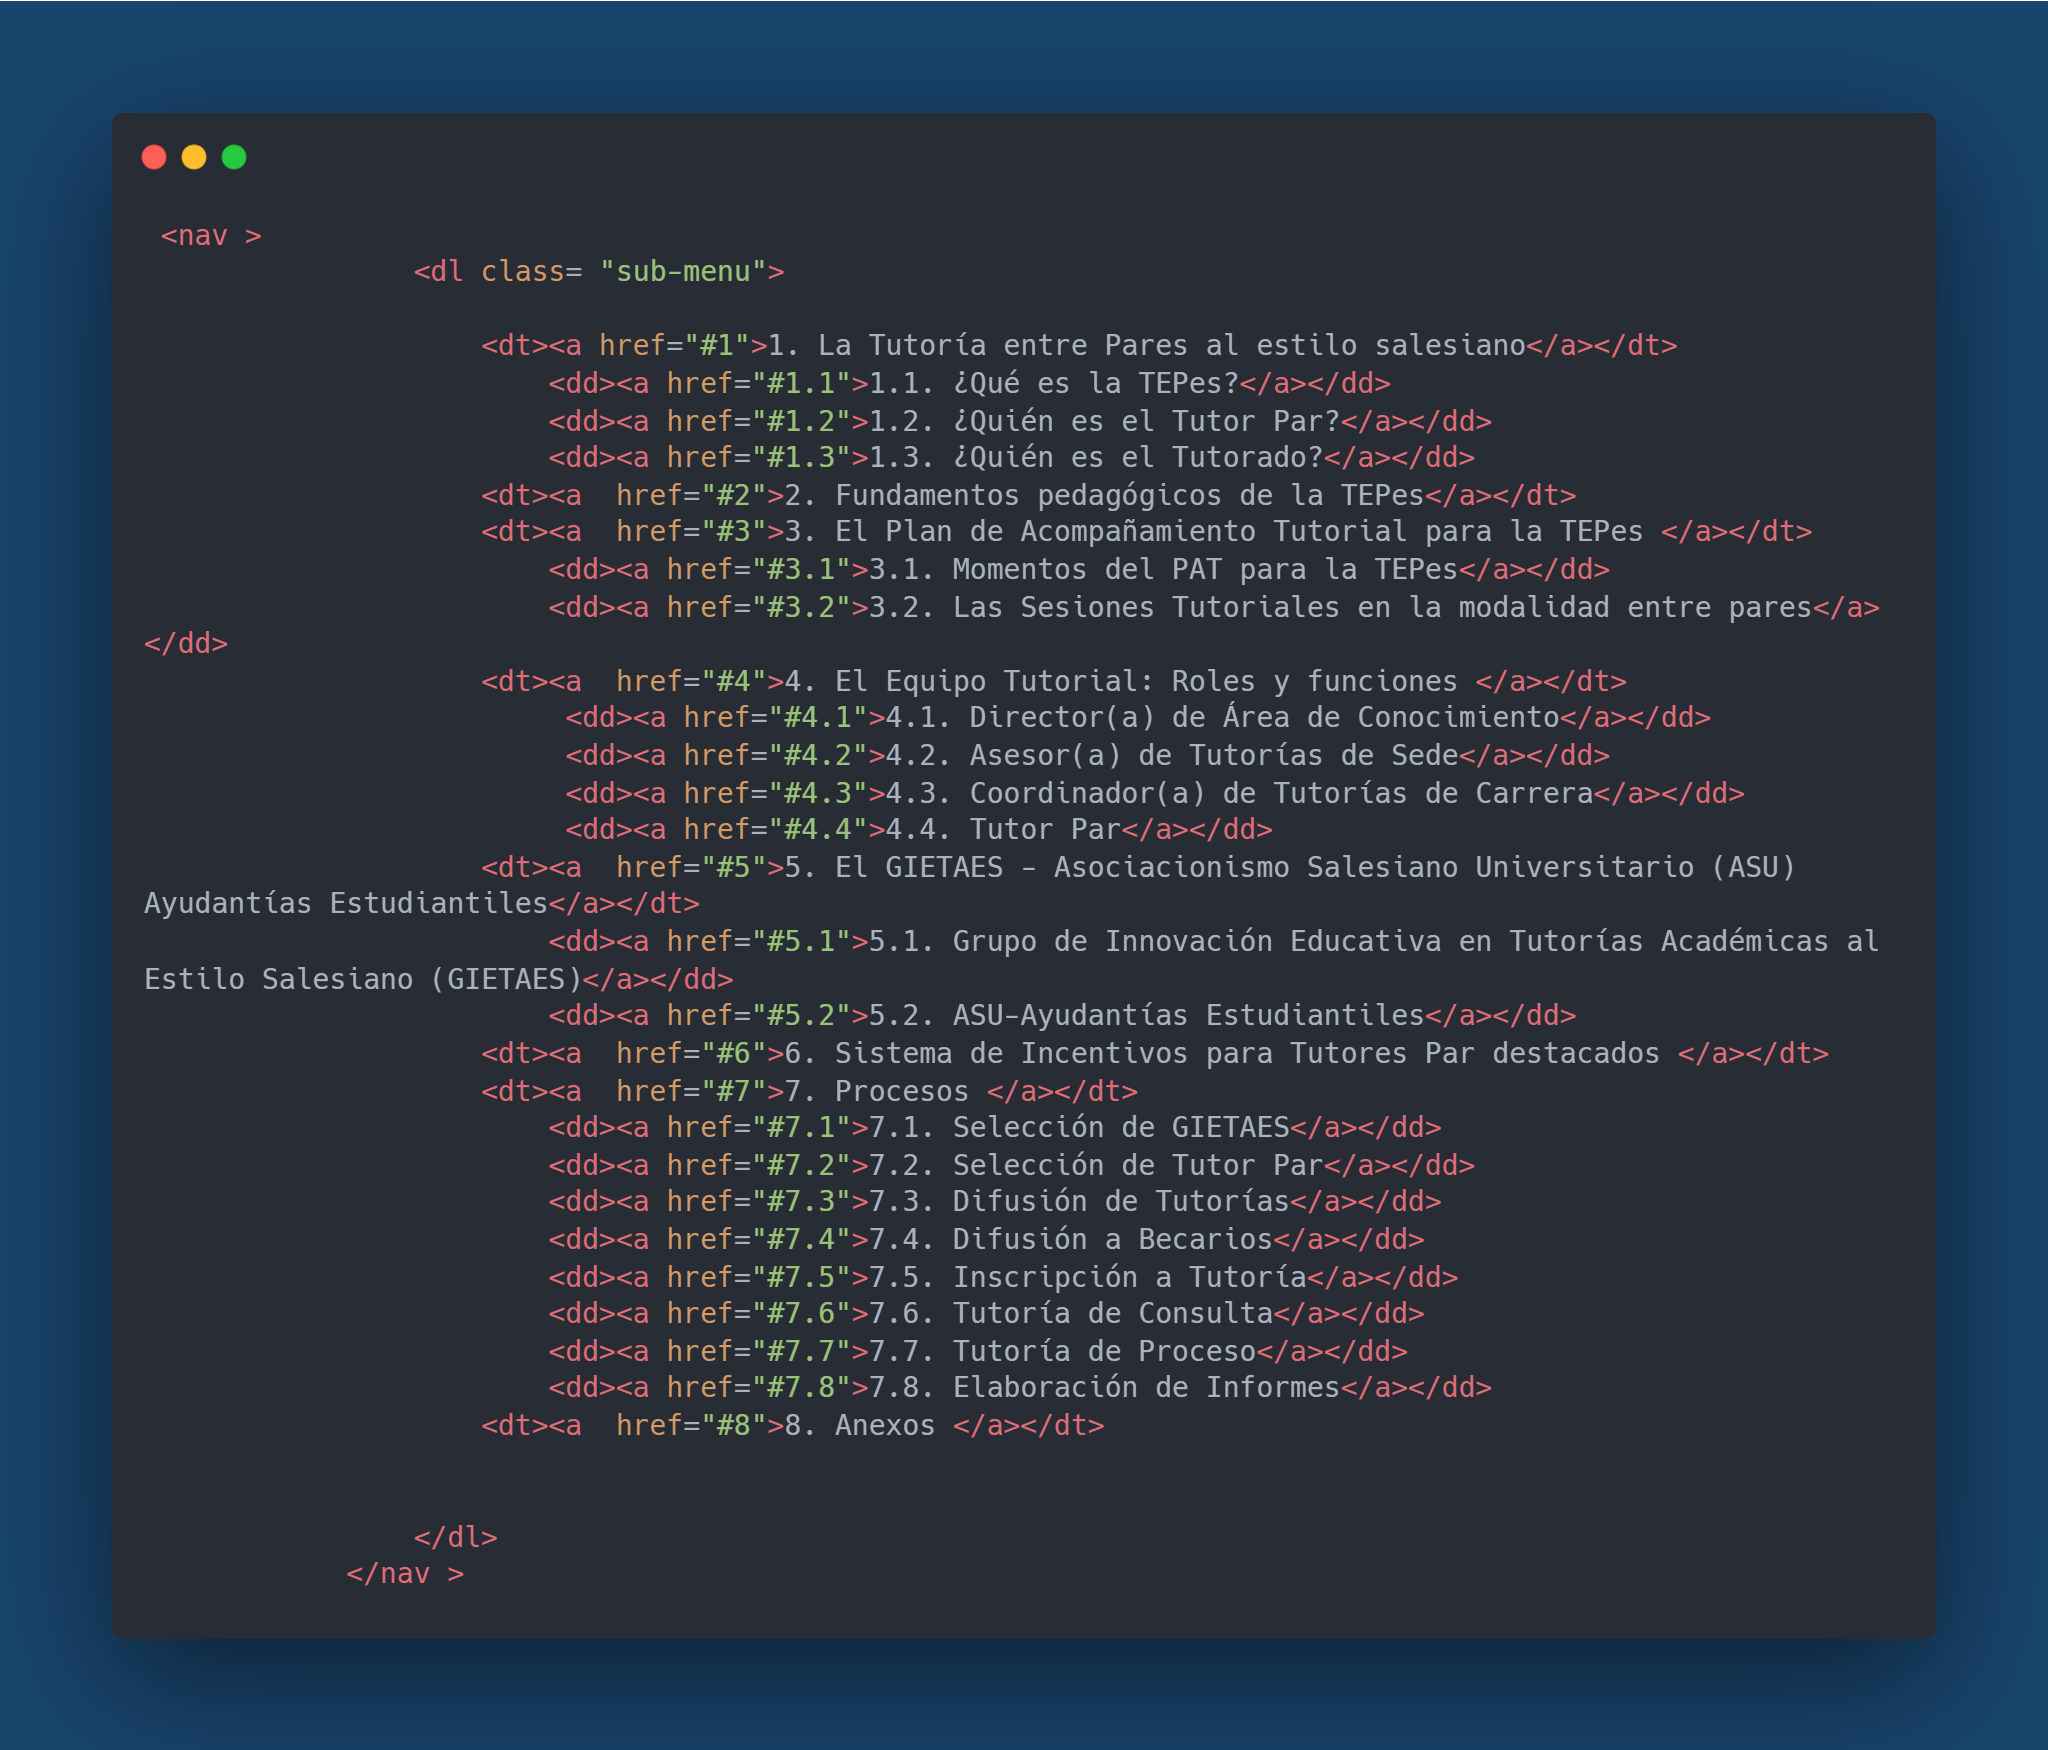 <nav >
<dl class= "sub-menu">
<dt><a href="#1">1. La Tutoría entre Pares al estilo salesiano</a></dt>
<dd><a href="#1.1">1.1. ¿Qué es la TEPes?</a></dd>
<dd><a href="#1.2">1.2. ¿Quién es el Tutor Par?</a></dd>
<dd><a href="#1.3">1.3. ¿Quién es el Tutorado?</a></dd>
<dt><a  href="#2">2. Fundamentos pedagógicos de la TEPes</a></dt>
<dt><a  href="#3">3. El Plan de Acompañamiento Tutorial para la TEPes </a></dt>
<dd><a href="#3.1">3.1. Momentos del PAT para la TEPes</a></dd>
<dd><a href="#3.2">3.2. Las Sesiones Tutoriales en la modalidad entre pares</a>
</dd>
<dt><a  href="#4">4. El Equipo Tutorial: Roles y funciones </a></dt>
<dd><a href="#4.1">4.1. Director(a) de Área de Conocimiento</a></dd>
<dd><a href="#4.2">4.2. Asesor(a) de Tutorías de Sede</a></dd>
<dd><a href="#4.3">4.3. Coordinador(a) de Tutorías de Carrera</a></dd>
<dd><a href="#4.4">4.4. Tutor Par</a></dd>
<dt><a  href="#5">5. El GIETAES - Asociacionismo Salesiano Universitario (ASU)
Ayudantías Estudiantiles</a></dt>
<dd><a href="#5.1">5.1. Grupo de Innovación Educativa en Tutorías Académicas al
Estilo Salesiano (GIETAES)</a></dd>
<dd><a href="#5.2">5.2. ASU-Ayudantías Estudiantiles</a></dd>
<dt><a  href="#6">6. Sistema de Incentivos para Tutores Par destacados </a></dt>
<dt><a  href="#7">7. Procesos </a></dt>
<dd><a href="#7.1">7.1. Selección de GIETAES</a></dd>
<dd><a href="#7.2">7.2. Selección de Tutor Par</a></dd>
<dd><a href="#7.3">7.3. Difusión de Tutorías</a></dd>
<dd><a href="#7.4">7.4. Difusión a Becarios</a></dd>
<dd><a href="#7.5">7.5. Inscripción a Tutoría</a></dd>
<dd><a href="#7.6">7.6. Tutoría de Consulta</a></dd>
<dd><a href="#7.7">7.7. Tutoría de Proceso</a></dd>
<dd><a href="#7.8">7.8. Elaboración de Informes</a></dd>
<dt><a  href="#8">8. Anexos </a></dt>
</dl>
</nav >